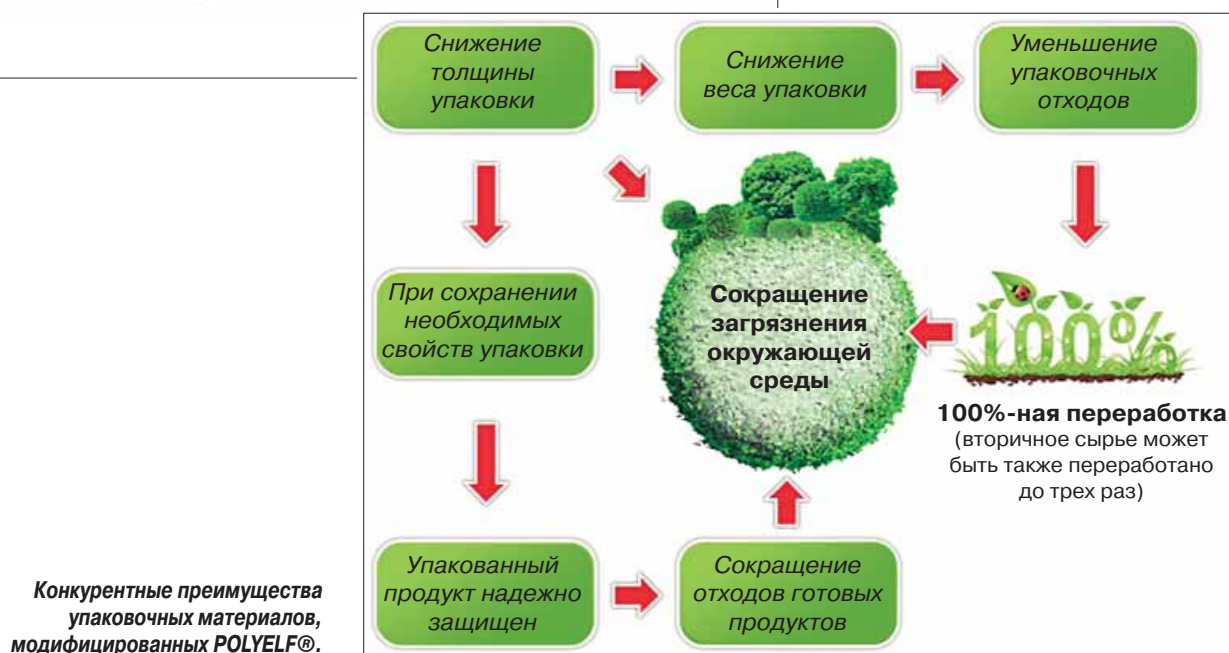 Снижение
толщины
упаковки
Снижение
веса упаковки
Уменьшение
упаковочных
отходов
При сохранении
необходимых
свойств упаковки
Сокращение
загрязнения
окружающей
среды
100%
100%-ная переработка
(вторичное сырье может
быть также переработано
до трех раз)
Упакованный
продукт надежно
защищен
Сокращение
отходов готовых
продуктов
Конкурентные преимущества
упаковочных материалов,
модифицированных POLYELF®.